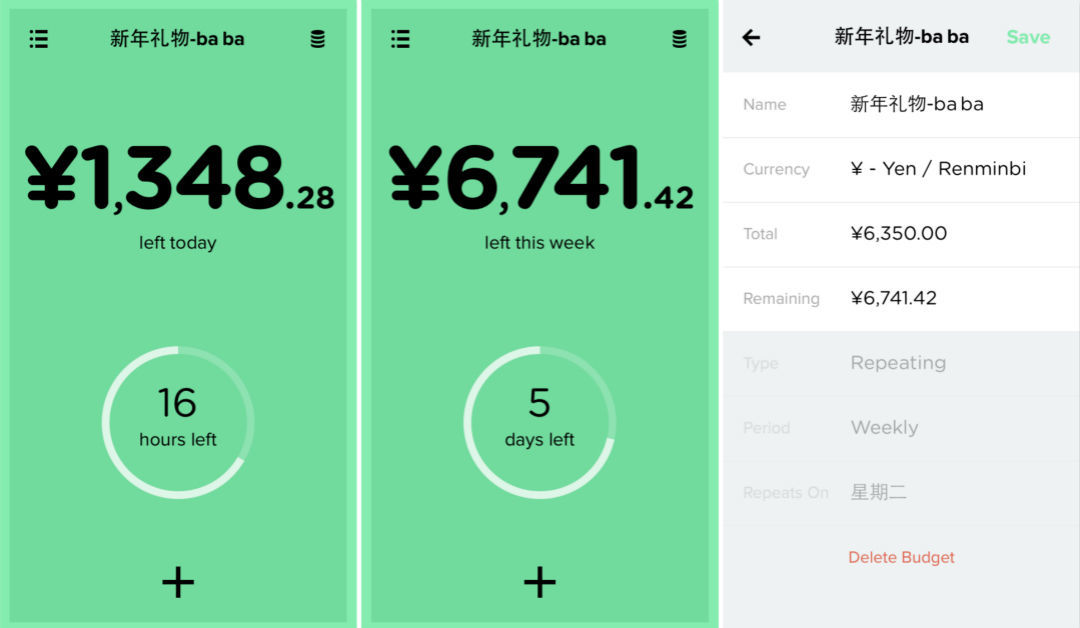 新年礼物-ba ba
¥1,348.28
left today
16
hours left
+
新年礼物-ba ba
¥6,741.42
left this week
5
days left
+
新年礼物-ba ba Save
Name 新年礼物-ba ba
Currency ¥ - Yen / Renminbi
Total ¥6,350.00
Remaining ¥6,741.42
Type Repeating
Period Weekly
Repeats On 星期二
Delete Budget